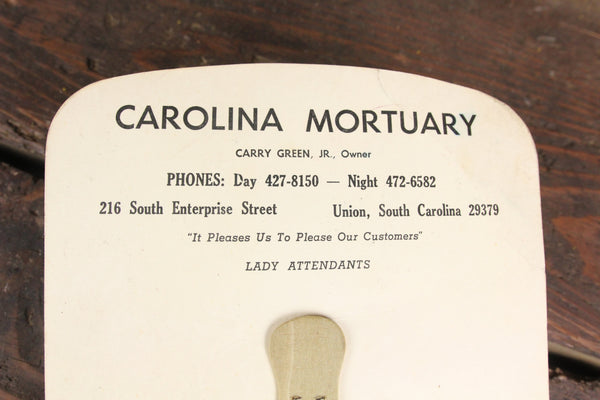 CAROLINA MORTUARY
CARRY GREEN, JR., Owner
PHONES: Day 427-8150 — Night 472-6582
216 South Enterprise Street Union, South Carolina 29379
"It Pleases Us To Please Our Customers"
LADY ATTENDANTS